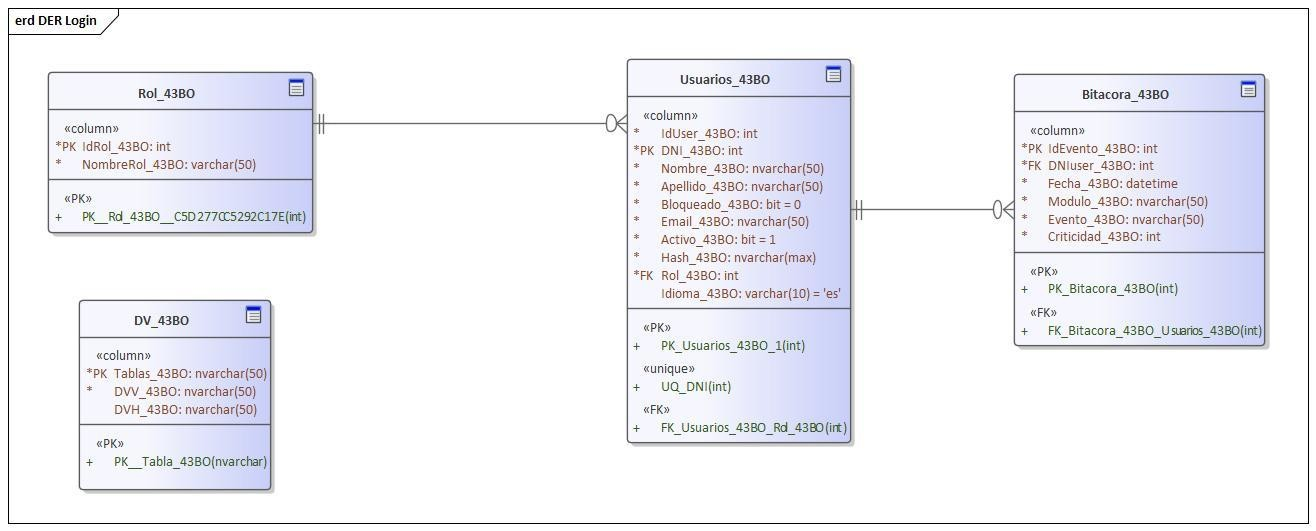 erd DER Login
Rol_43BO
«column»
*PK IdRol_43BO: int
* NombreRol_43BO: varchar(50)
«PK»
+ PK__Rol_43BO__C5D277CC5292C17E(int)
DV_43BO
«column»
*PK Tablas_43BO: nvarchar(50)
* DVV_43BO: nvarchar(50)
DVH_43BO: nvarchar(50)
«PK»
+ PK__Tabla_43BO(nvarchar)
Usuarios_43BO
«column»
* IdUser_43BO: int
*PK DNI_43BO: int
* Nombre_43BO: nvarchar(50)
* Apellido_43BO: nvarchar(50)
* Bloqueado_43BO: bit = 0
* Email_43BO: nvarchar(50)
* Activo_43BO: bit = 1
* Hash_43BO: nvarchar(max)
*FK Rol_43BO: int
Idioma_43BO: varchar(10) = 'es'
«PK»
+ PK_Usuarios_43BO_1(int)
«unique»
+ UQ_DNI(int)
«FK»
+ FK_Usuarios_43BO_Rol_43BO(int)
Bitacora_43BO
«column»
*PK IdEvento_43BO: int
*FK DNIuser_43BO: int
* Fecha_43BO: datetime
* Modulo_43BO: nvarchar(50)
* Evento_43BO: nvarchar(50)
* Criticidad_43BO: int
«PK»
+ PK_Bitacora_43BO(int)
«FK»
+ FK_Bitacora_43BO_Usuarios_43BO(int)